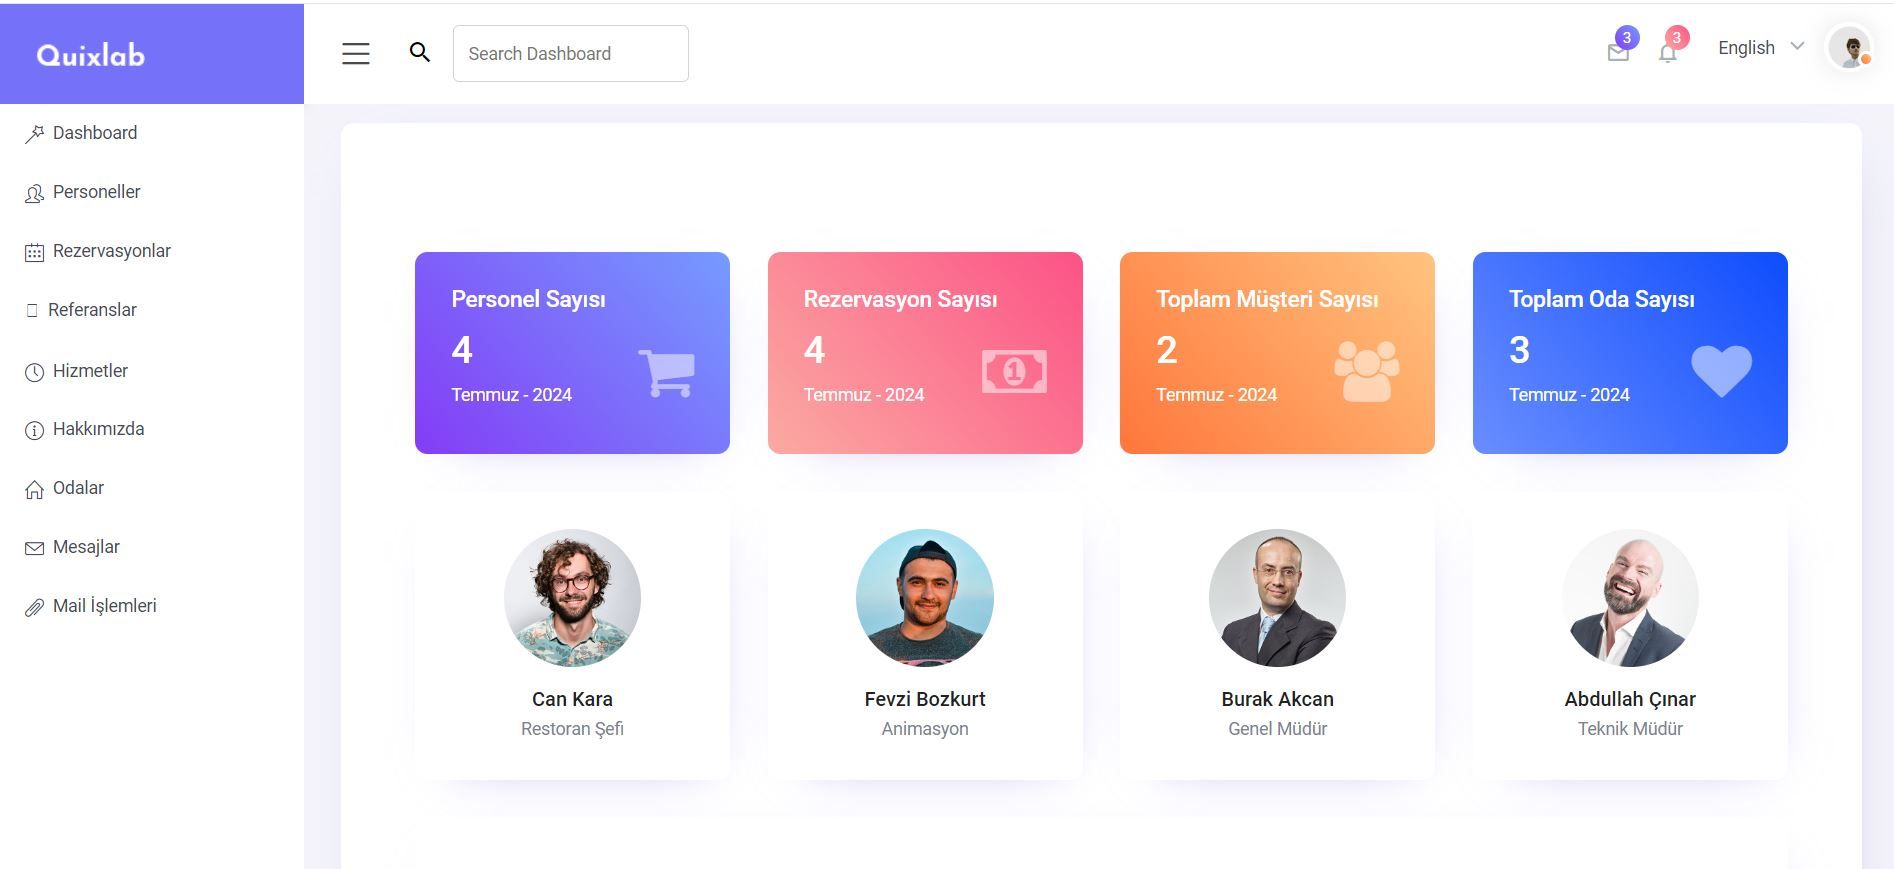 Quixlab
Search Dashboard
3
3
English
Dashboard
Personeller
Rezervasyonlar
Referanslar
Hizmetler
Hakkımızda
Odalar
Mesajlar
Mail İşlemleri
Personel Sayısı
4
Temmuz - 2024
Rezervasyon Sayısı
4
Temmuz - 2024
1
Toplam Müşteri Sayısı
2
Temmuz - 2024
Toplam Oda Sayısı
3
Temmuz - 2024
Can Kara
Restoran Şefi
Fevzi Bozkurt
Animasyon
Burak Akcan
Genel Müdür
Abdullah Çınar
Teknik Müdür